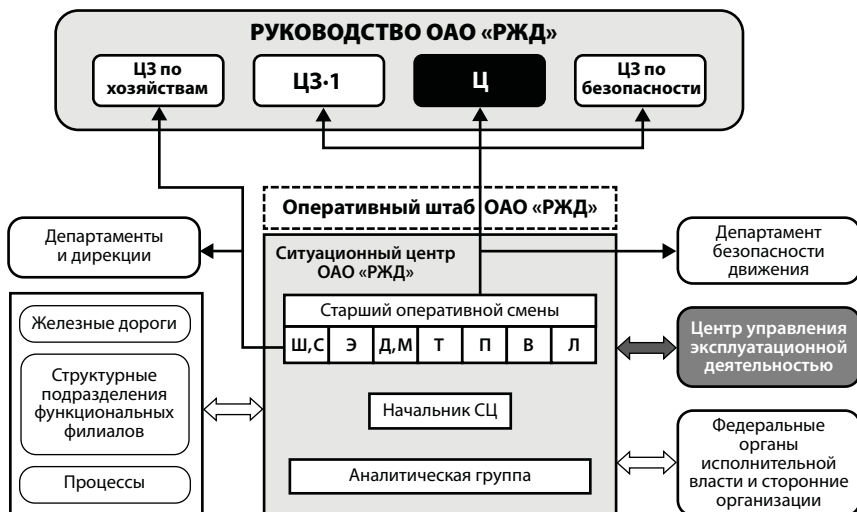 РУКОВОДСТВО ОАО «РЖД»
ЦЗ по
хозяйствам
ЦЗ·1
Ц
ЦЗ по
безопасности
Оперативный штаб ОАО «РЖД»
Департаменты
и дирекции
Ситуационный центр
ОАО «РЖД»
Департамент
безопасности
движения
Старший оперативной смены
Ш,С Э Д,М Т П В Л
Железные дороги
Структурные
подразделения
функциональных
филиалов
Процессы
Начальник СЦ
Аналитическая группа
Центр управления
эксплуатационной
деятельностью
Федеральные
органы
исполнительной
власти и сторонние
организации